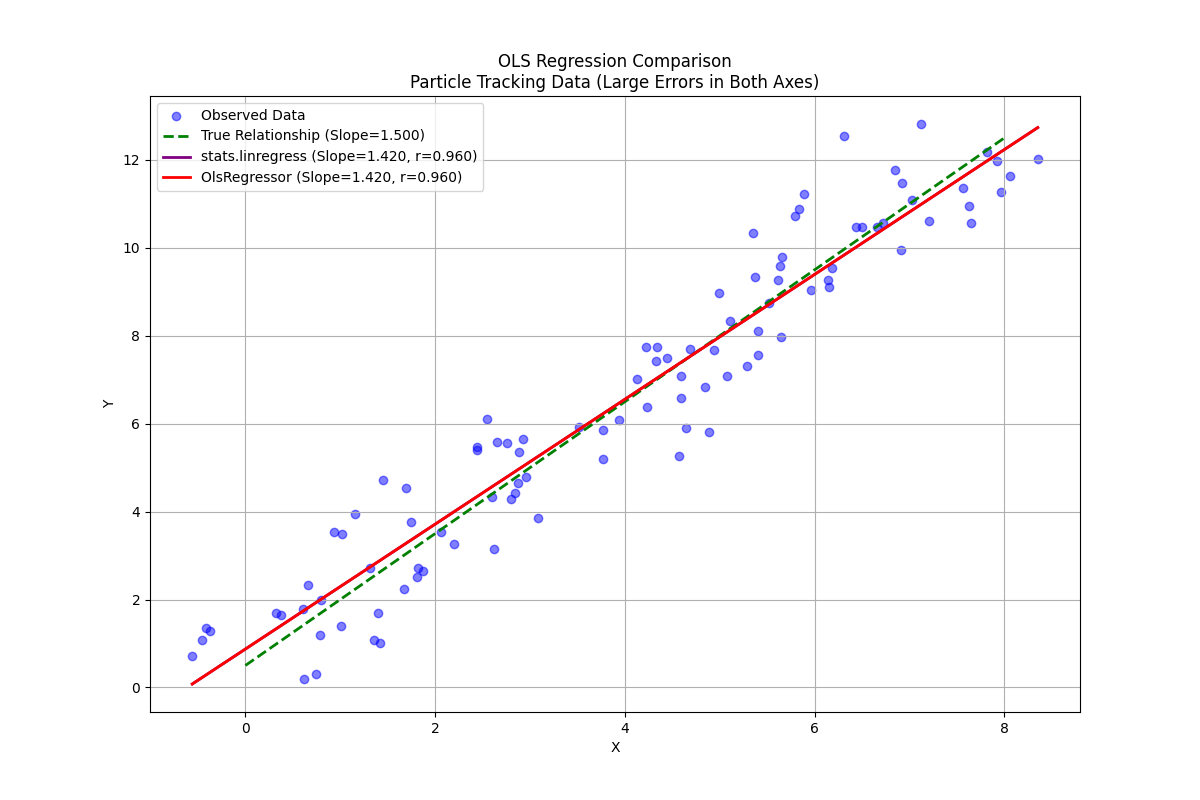 OLS Regression Comparison
Particle Tracking Data (Large Errors in Both Axes)
Observed Data
True Relationship (Slope=1.500)
stats.linregress (Slope=1.420, r=0.960)
OlsRegressor (Slope=1.420, r=0.960)
12
10
8
6
4
2
0
Y
0 2 4 6 8
X